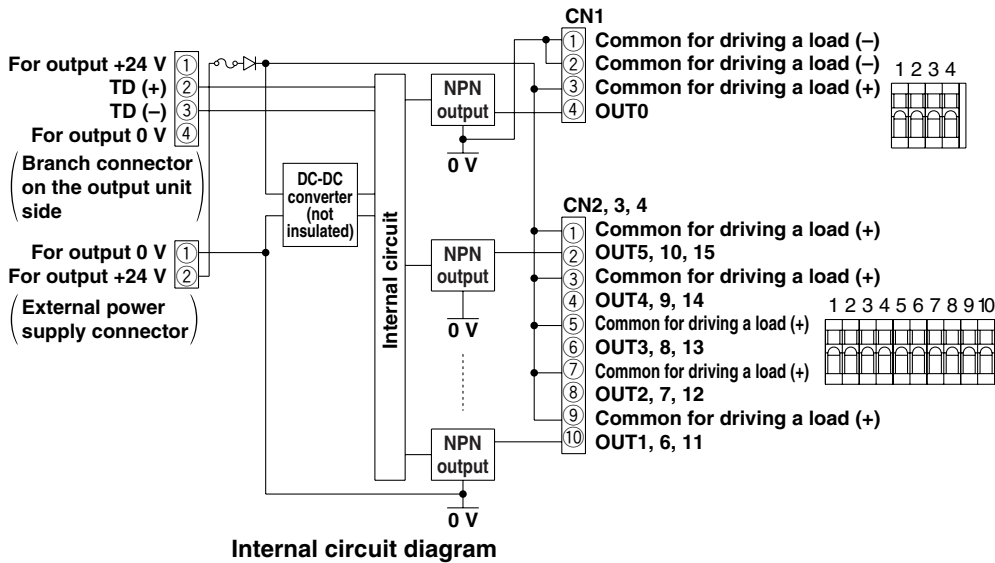 CN1
① Common for driving a load (–)
② Common for driving a load (–)
③ Common for driving a load (+)
④ OUT0
1 2 3 4
For output +24 V ①
TD (+) ②
TD (–) ③
For output 0 V ④
(Branch connector
on the output unit
side)
For output 0 V ①
For output +24 V ②
(External power
supply connector)
DC-DC
converter
(not
insulated)
Internal circuit
NPN
output
0 V
NPN
output
0 V
NPN
output
0 V
CN2, 3, 4
① Common for driving a load (+)
② OUT5, 10, 15
③ Common for driving a load (+)
④ OUT4, 9, 14
⑤ Common for driving a load (+)
⑥ OUT3, 8, 13
⑦ Common for driving a load (+)
⑧ OUT2, 7, 12
⑨ Common for driving a load (+)
⑩ OUT1, 6, 11
1 2 3 4 5 6 7 8 9 10
Internal circuit diagram